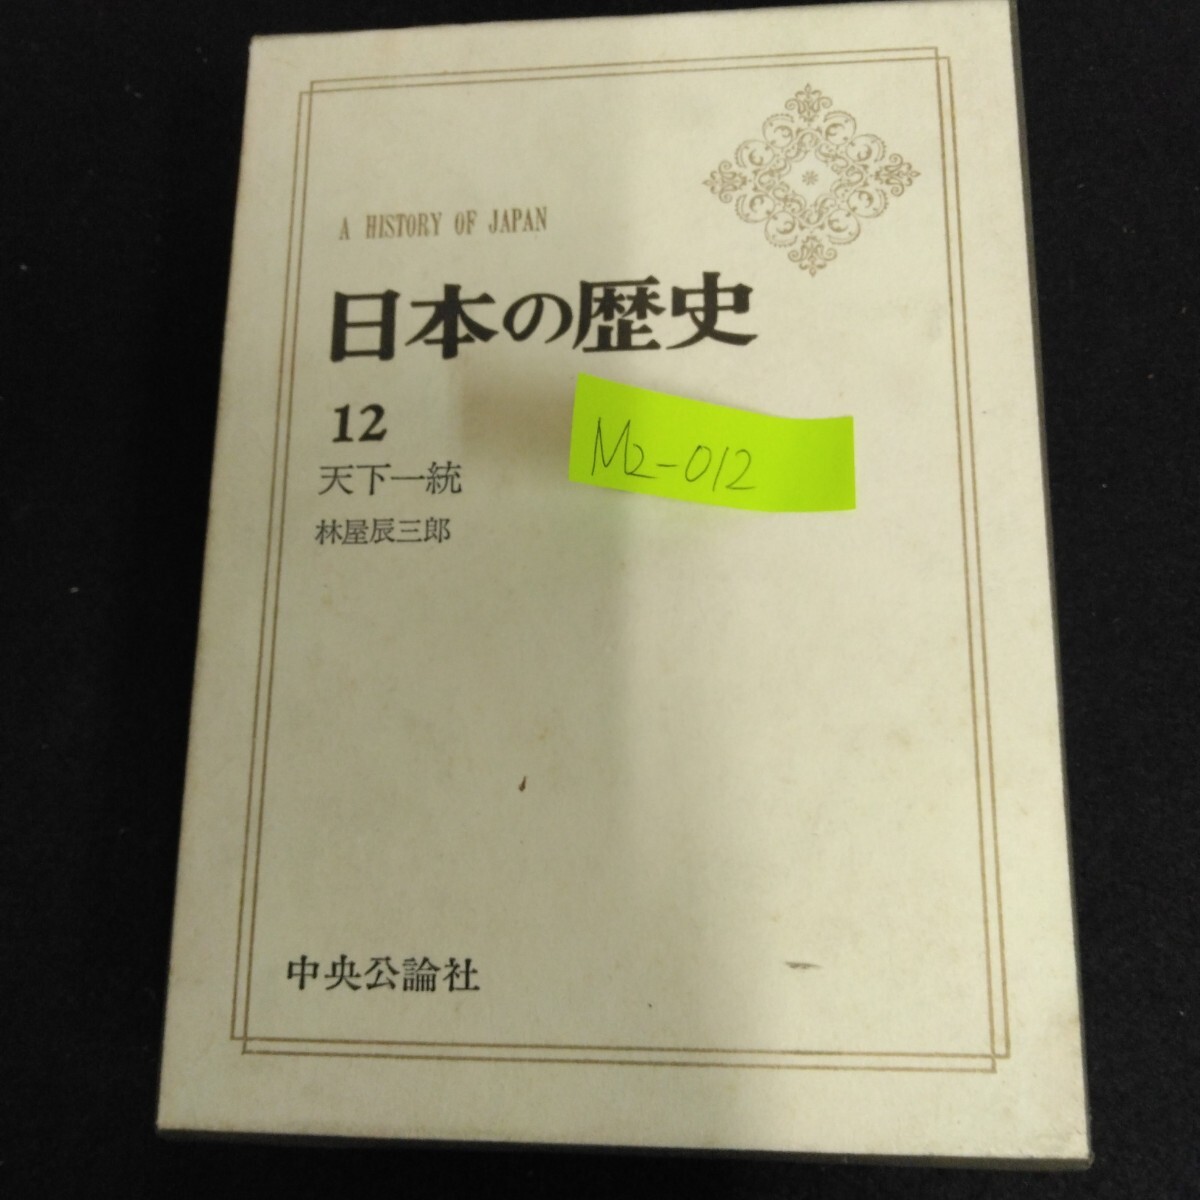 A HISTORY OF JAPAN
日本の歴史
12
天下一統
林屋辰三郎
M2-012
中央公論社